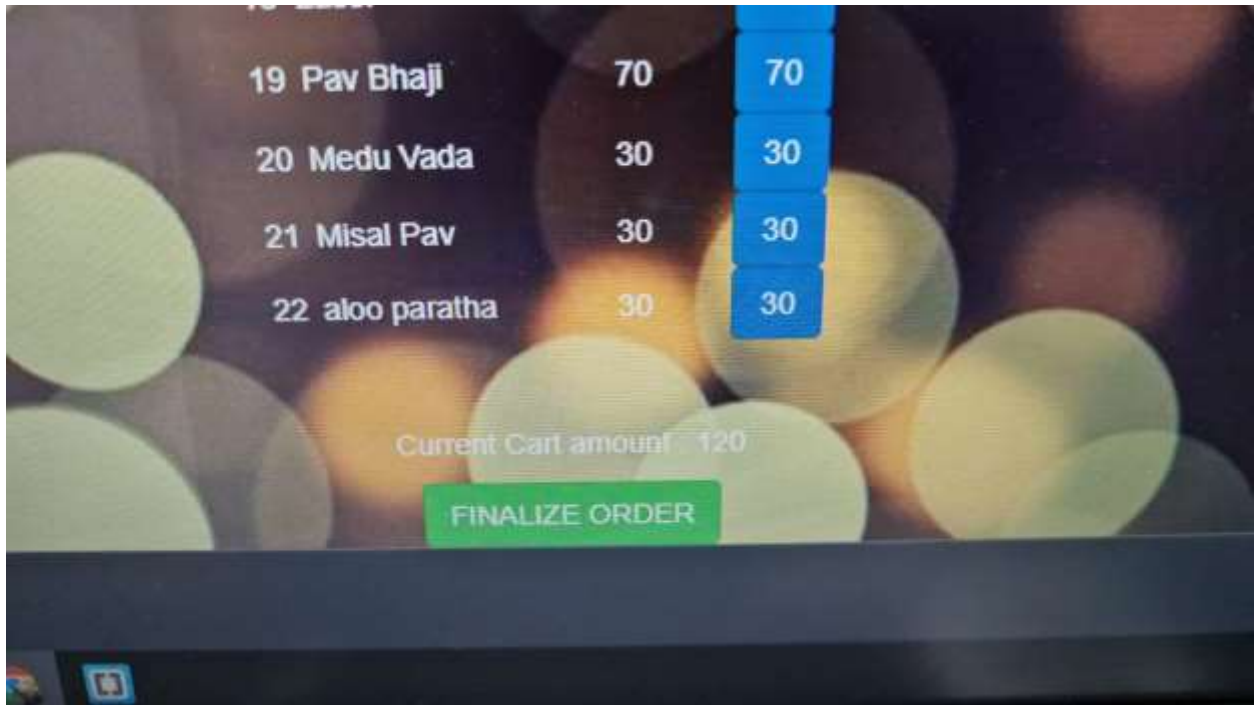 19 Pav Bhaji 70 70
20 Medu Vada 30 30
21 Misal Pav 30 30
22 aloo paratha 30 30
Current Cart amount : 120
FINALIZE ORDER